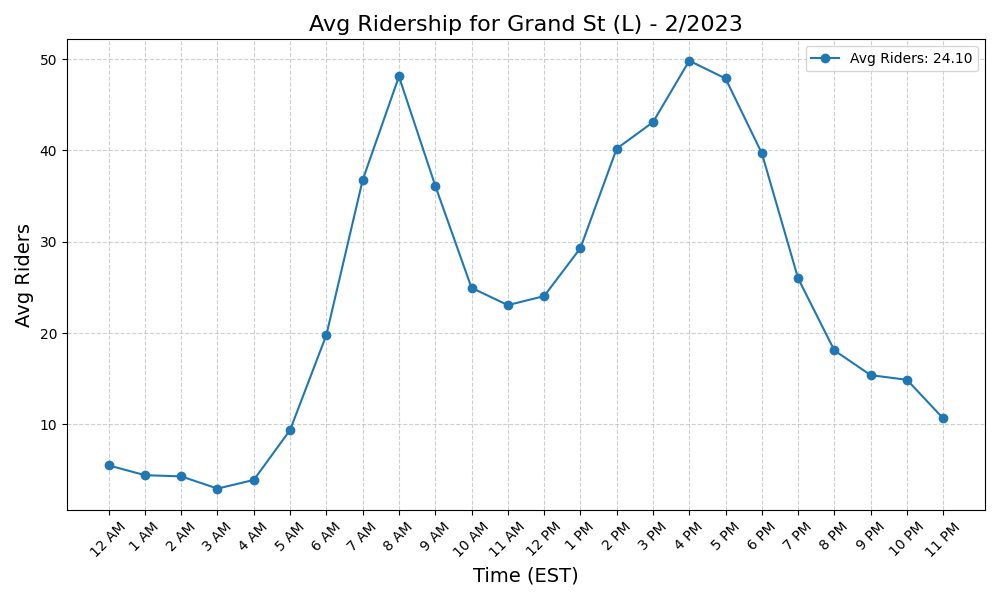 Avg Ridership for Grand St (L) - 2/2023
Avg Riders: 24.10
Avg Riders
50
40
30
20
10
12 AM
1 AM
2 AM
3 AM
4 AM
5 AM
6 AM
7 AM
8 AM
9 AM
10 AM
11 AM
12 PM
1 PM
2 PM
3 PM
4 PM
5 PM
6 PM
7 PM
8 PM
9 PM
10 PM
11 PM
Time (EST)